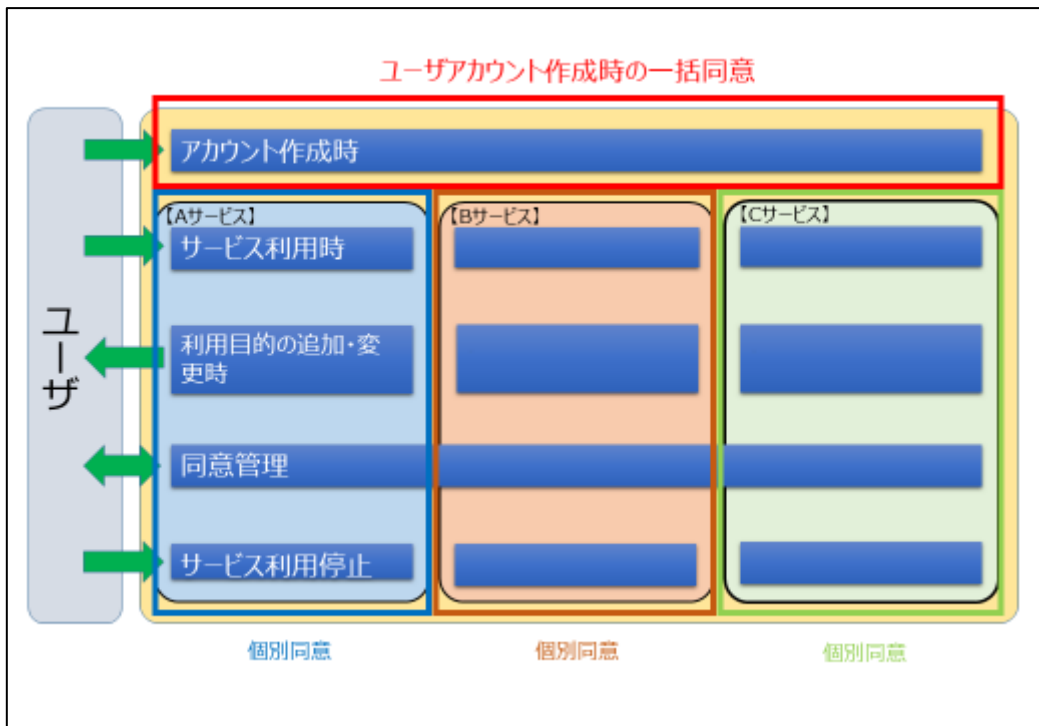 ユーザアカウント作成時の一括同意
アカウント作成時
【Aサービス】
【Bサービス】
【Cサービス】
サービス利用時
ユーザ
利用目的の追加・変
更時
同意管理
サービス利用停止
個別同意
個別同意
個別同意